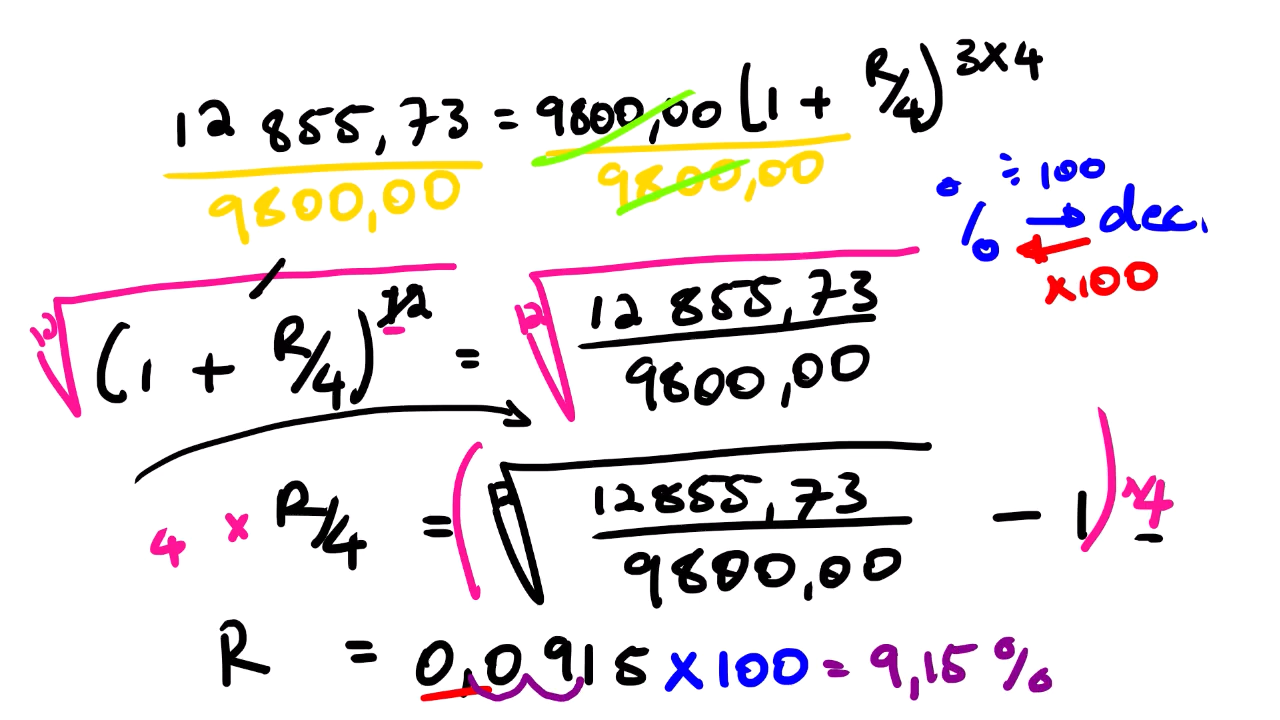 12 855,73 = 9800,00 (1 + R/4)^3×4
9800,00 9800,00
÷ 100
% → dec.
← ×100
12√(1 + R/4)^12 = 12√12 855,73
9800,00
4 × R/4 = (12√12855,73 - 1) ×4
9800,00
R = 0,0915 × 100 = 9,15 %